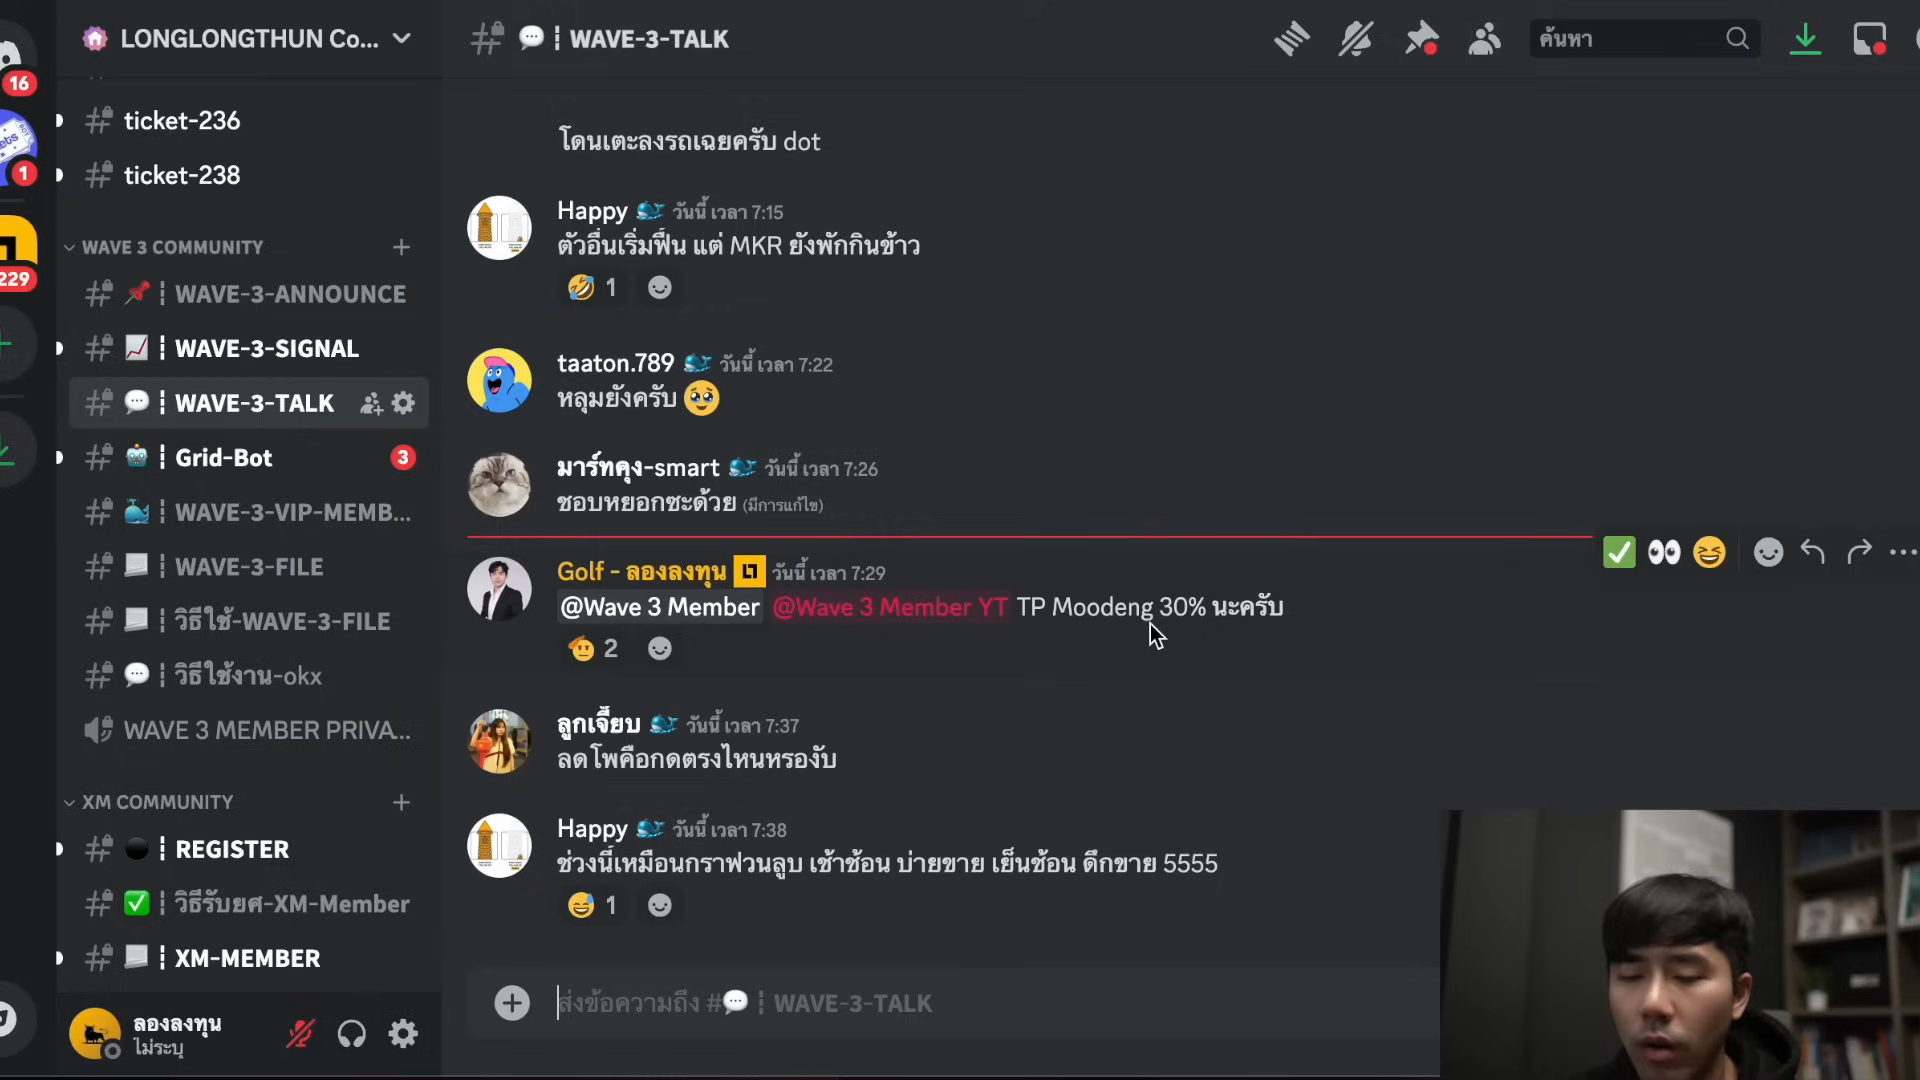 16
1
229
LONGLONGTHUN Co...
ticket-236
ticket-238
WAVE 3 COMMUNITY
WAVE-3-ANNOUNCE
WAVE-3-SIGNAL
WAVE-3-TALK
Grid-Bot
3
WAVE-3-VIP-MEMB...
WAVE-3-FILE
วิธีใช้-WAVE-3-FILE
วิธีใช้งาน-okx
WAVE 3 MEMBER PRIVA...
XM COMMUNITY
REGISTER
วิธีรับยศ-XM-Member
XM-MEMBER
ลองลงทุน
ไม่ระบุ
WAVE-3-TALK
ค้นหา
โดนเตะลงรถเฉยครับ dot
Happy วันนี้ เวลา 7:15
ตัวอื่นเริ่มฟื้น แต่ MKR ยังพักกินข้าว
1
taaton.789 วันนี้ เวลา 7:22
หลุมยังครับ
มาร์ทคุง-smart วันนี้ เวลา 7:26
ชอบหยอกซะด้วย (มีการแก้ไข)
Golf - ลองลงทุน วันนี้ เวลา 7:29
@Wave 3 Member @Wave 3 Member YT TP Moodeng 30% นะครับ
2
ลูกเจี๊ยบ วันนี้ เวลา 7:37
ลดโพคือกดตรงไหนหรองับ
Happy วันนี้ เวลา 7:38
ช่วงนี้เหมือนกราฟวนลูบ เช้าช้อน บ่ายขาย เย็นช้อน ดึกขาย 5555
1
ส่งข้อความถึง # WAVE-3-TALK